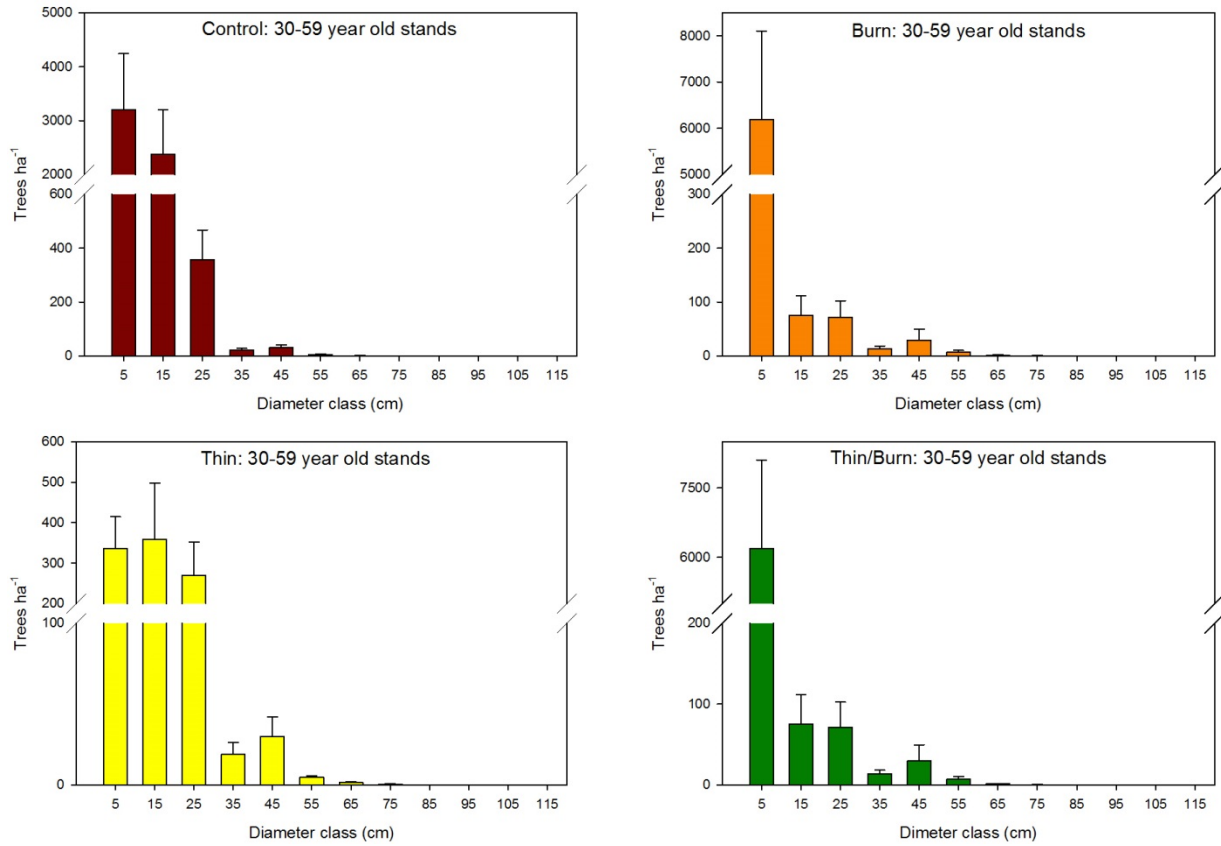 Control: 30-59 year old stands
5000
4000
3000
2000
600
400
200
0
Trees ha⁻¹
5 15 25 35 45 55 65 75 85 95 105 115
Diameter class (cm)
Burn: 30-59 year old stands
8000
7000
6000
5000
300
200
100
0
Trees ha⁻¹
5 15 25 35 45 55 65 75 85 95 105 115
Diameter class (cm)
Thin: 30-59 year old stands
600
500
400
300
200
100
0
Trees ha⁻¹
5 15 25 35 45 55 65 75 85 95 105 115
Diameter class (cm)
Thin/Burn: 30-59 year old stands
7500
6000
200
100
0
Trees ha⁻¹
5 15 25 35 45 55 65 75 85 95 105 115
Dimeter class (cm)